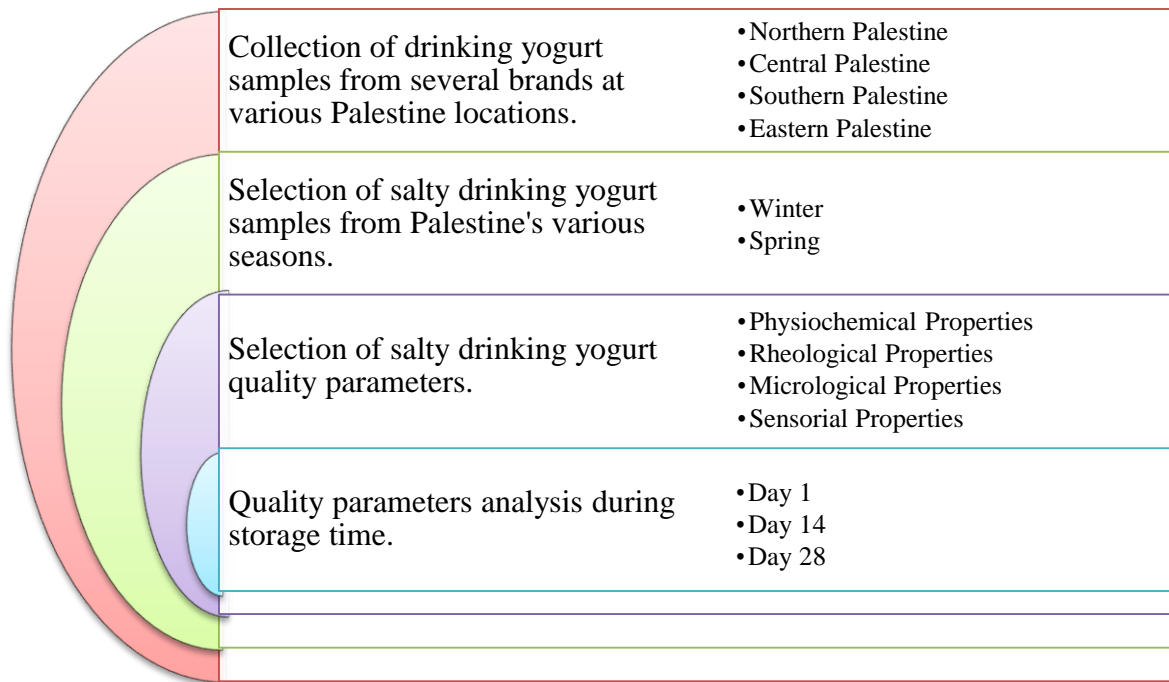 Collection of drinking yogurt
samples from several brands at
various Palestine locations.
•Northern Palestine
•Central Palestine
•Southern Palestine
•Eastern Palestine
Selection of salty drinking yogurt
samples from Palestine's various
seasons.
•Winter
•Spring
Selection of salty drinking yogurt
quality parameters.
•Physiochemical Properties
•Rheological Properties
•Micrological Properties
•Sensorial Properties
Quality parameters analysis during
storage time.
•Day 1
•Day 14
•Day 28